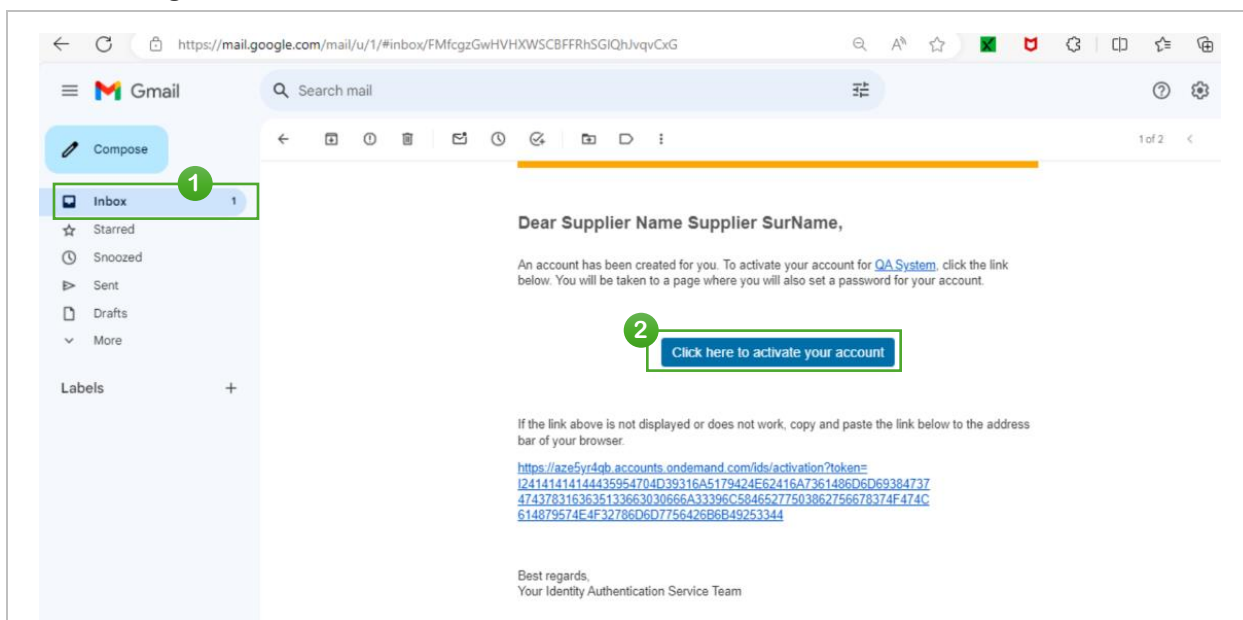 https://mail.google.com/mail/u/1/#inbox/FMfcgzGwHVHXWSCBFFRhSGIQhJvqvCxG
Gmail
Search mail
Compose
1 of 2
1
Inbox 1
Starred
Snoozed
Sent
Drafts
More
Labels
Dear Supplier Name Supplier SurName,
An account has been created for you. To activate your account for QA System, click the link
below. You will be taken to a page where you will also set a password for your account.
2
Click here to activate your account
If the link above is not displayed or does not work, copy and paste the link below to the address
bar of your browser.
https://aze5yr4qb.accounts.ondemand.com/ids/activation?token=
I24141414144435954704D39316A5179424E62416A7361486D6D69384737
4743783163635133663030666A33396C58465277503862756678374F474C
614879574E4F32786D6D7756426B6B49253344
Best regards,
Your Identity Authentication Service Team